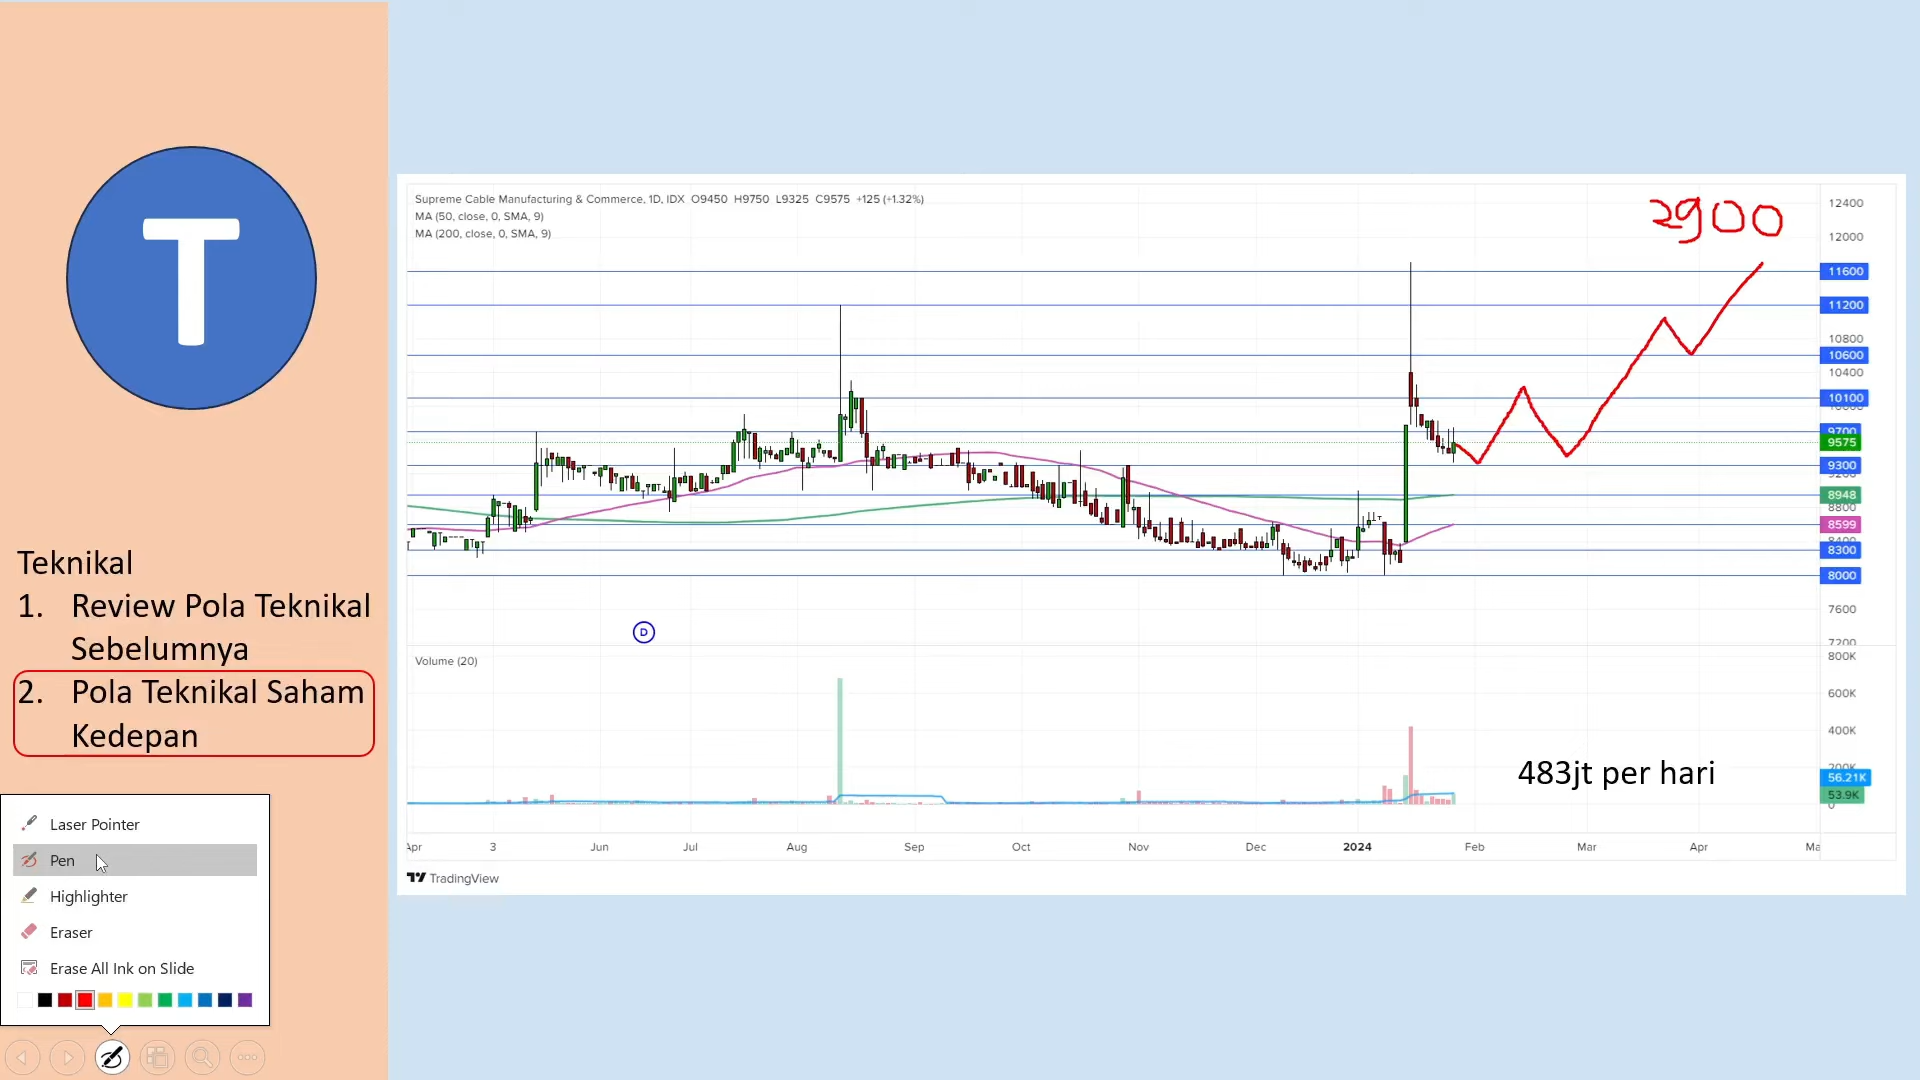 T
Teknikal
1. Review Pola Teknikal
Sebelumnya
2. Pola Teknikal Saham
Kedepan
Laser Pointer
Pen
Highlighter
Eraser
Erase All Ink on Slide
Supreme Cable Manufacturing & Commerce, 1D, IDX O9450 H9750 L9325 C9575 +125 (+1.32%)
MA (50, close, 0, SMA, 9)
MA (200, close, 0, SMA, 9)
2900
12400
12000
11600
11200
10800
10600
10400
10100
9700
9575
9300
8948
8800
8599
8300
8000
7600
7200
D
Volume (20)
800K
600K
400K
200K
56.21K
53.9K
0
483jt per hari
Apr 3 Jun Jul Aug Sep Oct Nov Dec 2024 Feb Mar Apr Ma
TradingView